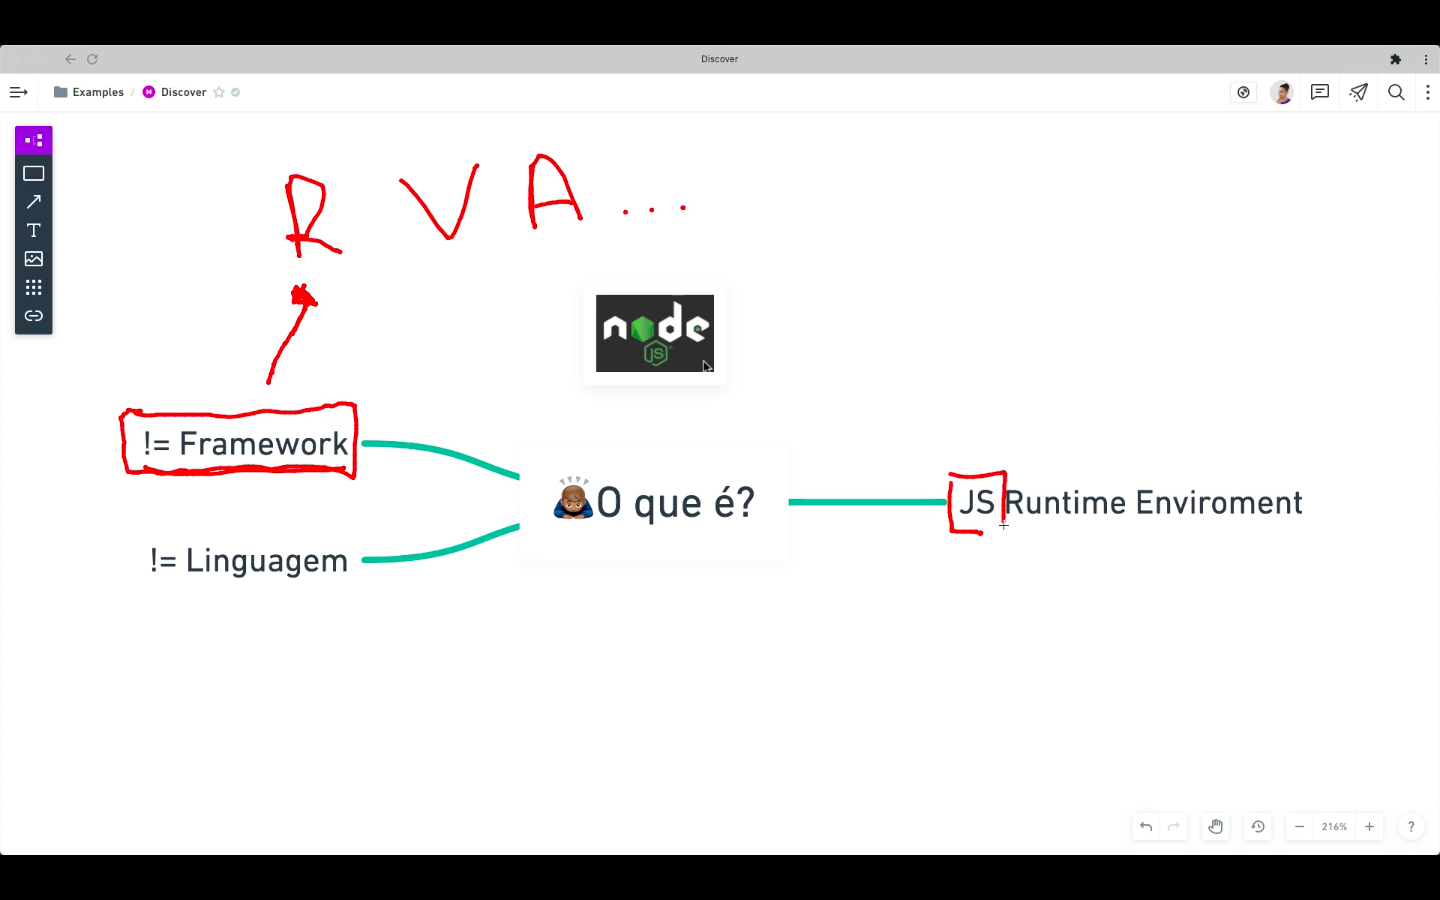 Discover
Examples / Discover
R V A ...
node
JS
!= Framework
O que é?
JS Runtime Enviroment
!= Linguagem
T
M
216%
?